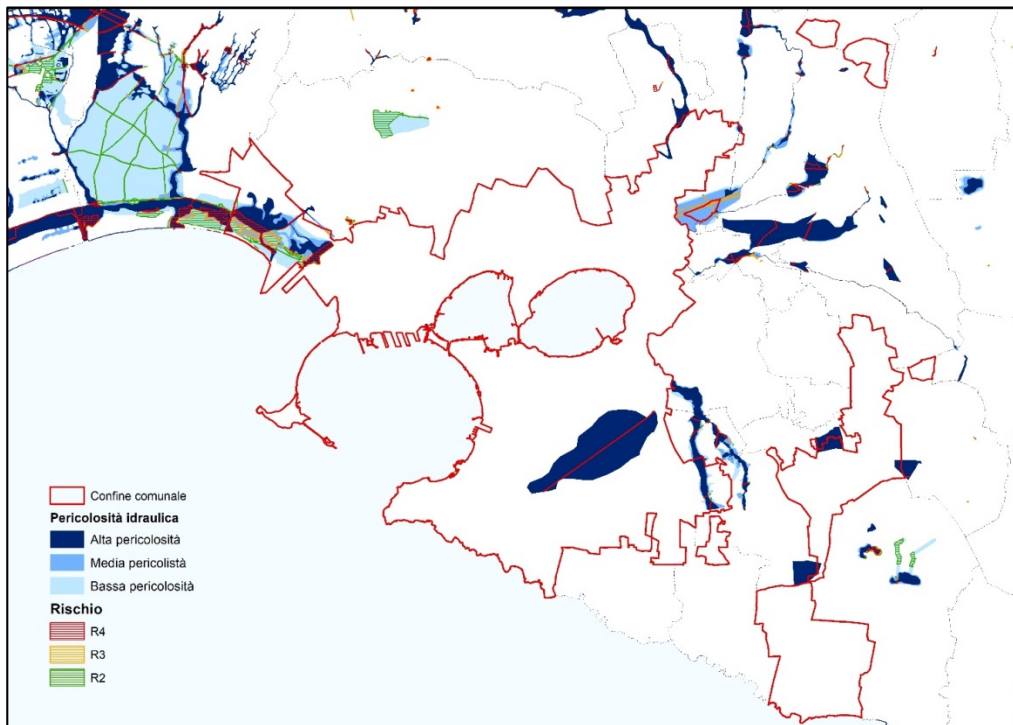 Confine comunale
Pericolosità idraulica
Alta pericolosità
Media pericolistà
Bassa pericolosità
Rischio
R4
R3
R2